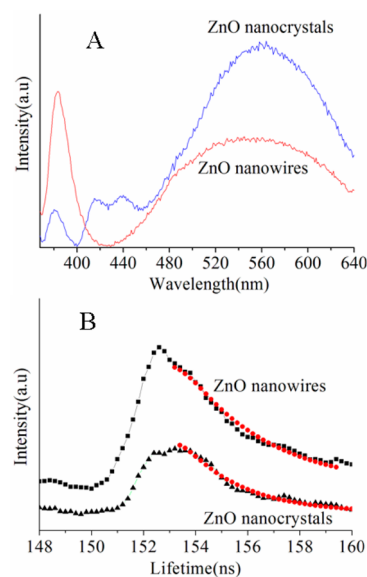 A
ZnO nanocrystals
ZnO nanowires
Intensity(a.u)
400 440 480 520 560 600 640
Wavelength(nm)
B
ZnO nanowires
ZnO nanocrystals
Intensity(a.u)
148 150 152 154 156 158 160
Lifetime(ns)